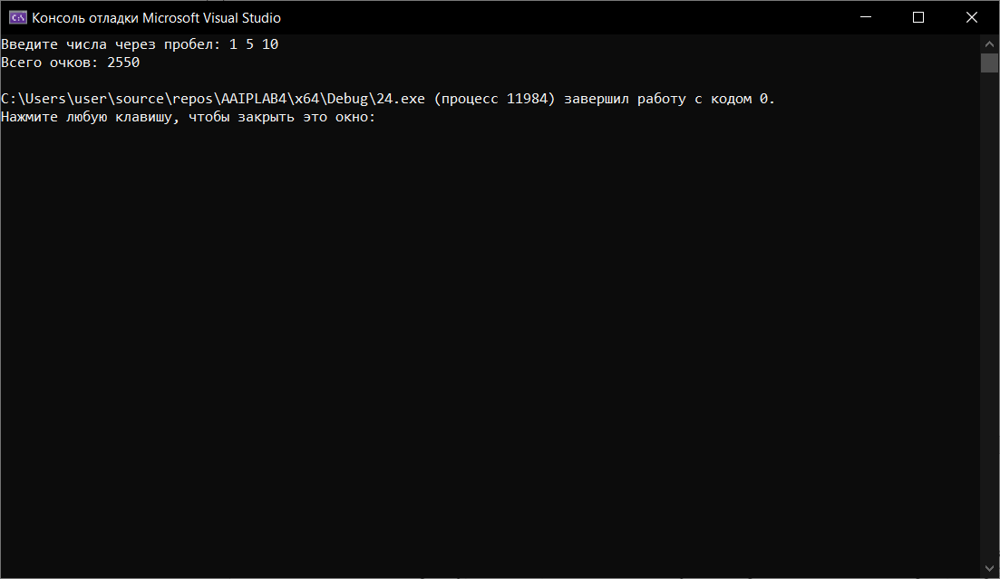 Консоль отладки Microsoft Visual Studio
Введите числа через пробел: 1 5 10
Всего очков: 2550
C:\Users\user\source\repos\AAIPLAB4\x64\Debug\24.exe (процесс 11984) завершил работу с кодом 0.
Нажмите любую клавишу, чтобы закрыть это окно: